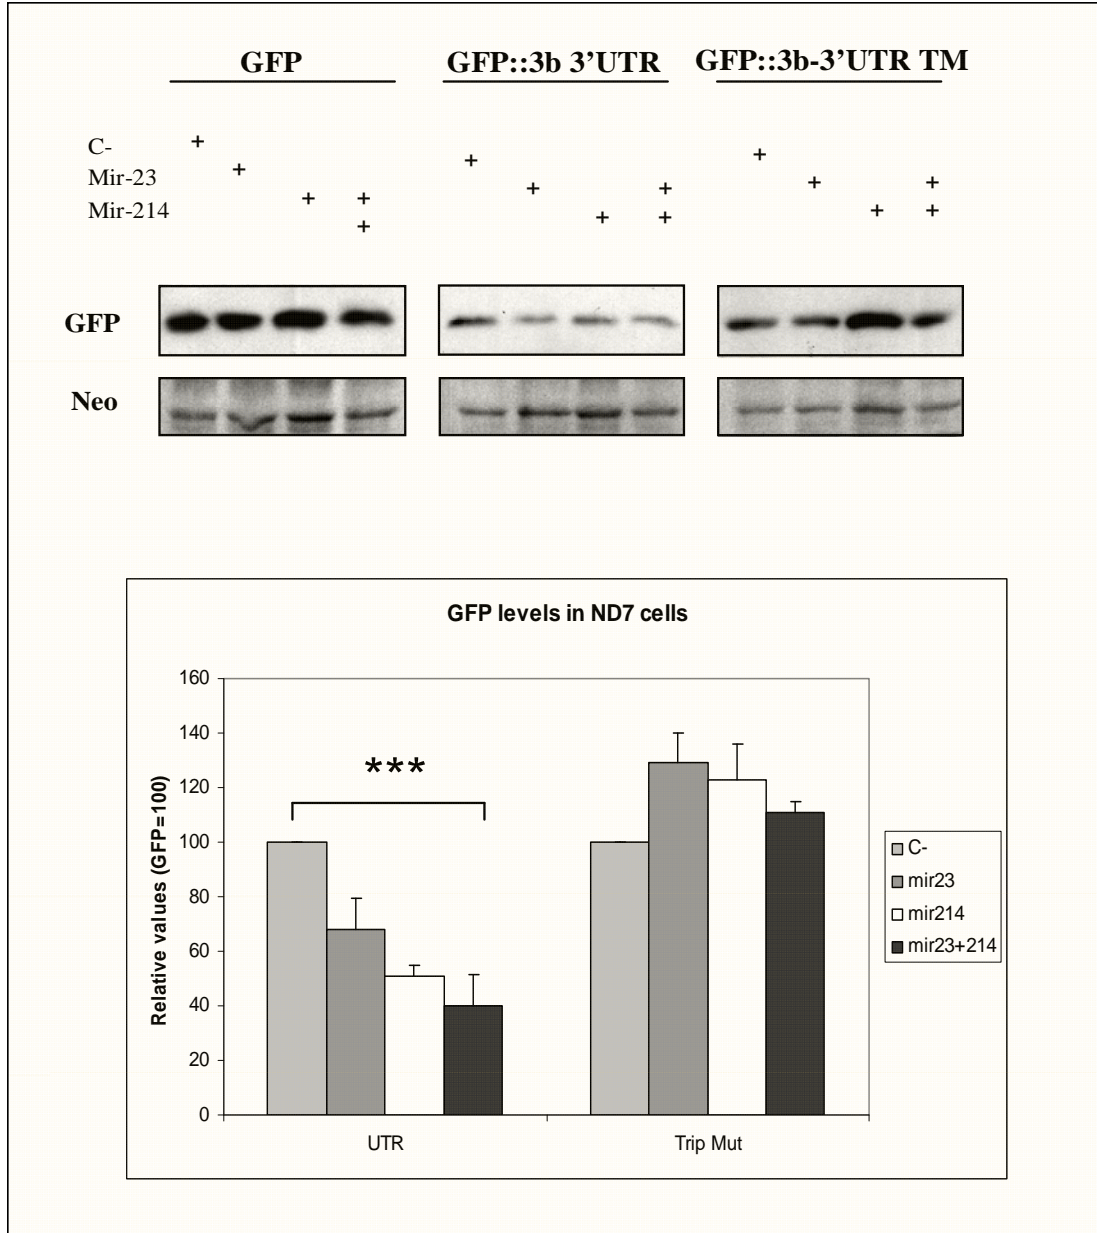 GFP GFP::3b 3'UTR GFP::3b-3'UTR TM
C- + + +
Mir-23 + + + + +
Mir-214 + + + + + + +
GFP
Neo
GFP levels in ND7 cells
Relative values (GFP=100)
160
140
120
100
80
60
40
20
0
***
UTR Trip Mut
C-
mir23
mir214
mir23+214